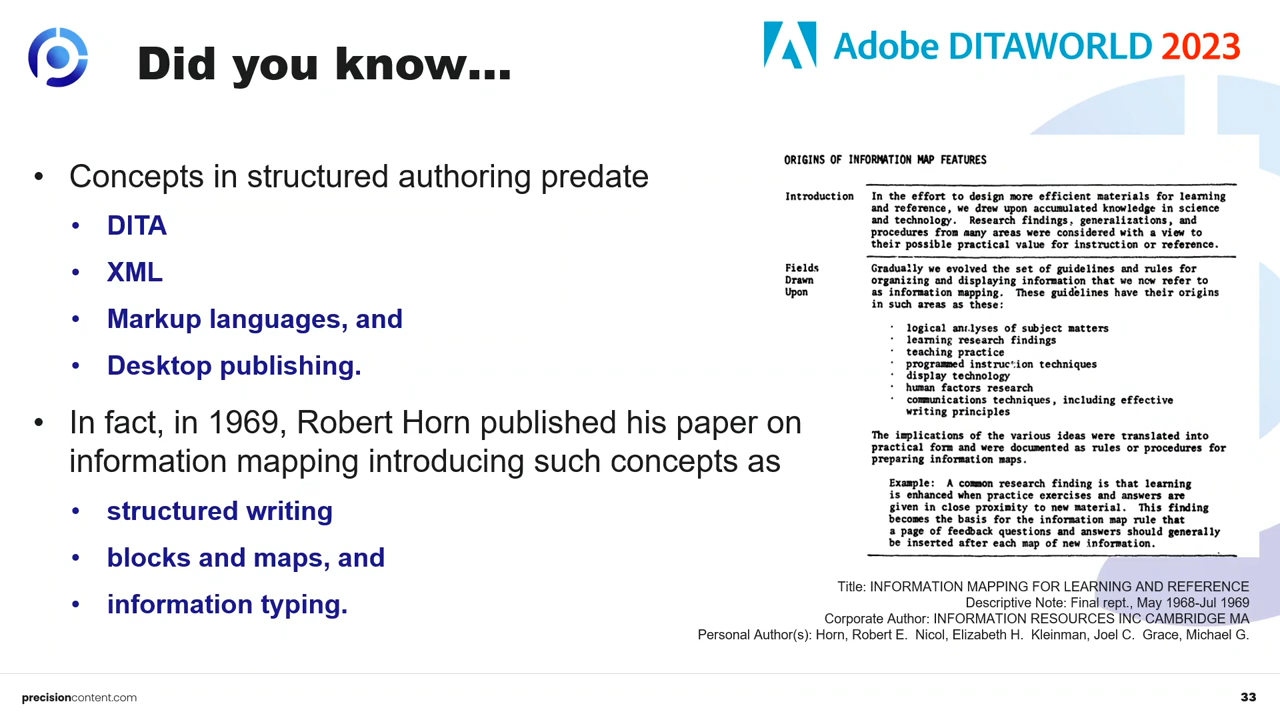 Did you know...
Adobe DITAWORLD 2023
• Concepts in structured authoring predate
• DITA
• XML
• Markup languages, and
• Desktop publishing.
• In fact, in 1969, Robert Horn published his paper on
information mapping introducing such concepts as
• structured writing
• blocks and maps, and
• information typing.
ORIGINS OF INFORMATION MAP FEATURES
Introduction
In the effort to design more efficient materials for learning
and reference, we drew upon accumulated knowledge in science
and technology. Research findings, generalizations, and
procedures from many areas were considered with a view to
their possible practical value for instruction or reference.
Fields
Drawn
Upon
Gradually we evolved the set of guidelines and rules for
organizing and displaying information that we now refer to
as information mapping. These guidelines have their origins
in such areas as these:
· logical analyses of subject matters
· learning research findings
· teaching practice
· programmed instruction techniques
· display technology
· human factors research
· communications techniques, including effective
writing principles
The implications of the various ideas were translated into
practical form and were documented as rules or procedures for
preparing information maps.
Example: A common research finding is that learning
is enhanced when practice exercises and answers are
given in close proximity to new material. This finding
becomes the basis for the information map rule that
a page of feedback questions and answers should generally
be inserted after each map of new information.
Title: INFORMATION MAPPING FOR LEARNING AND REFERENCE
Descriptive Note: Final rept., May 1968-Jul 1969
Corporate Author: INFORMATION RESOURCES INC CAMBRIDGE MA
Personal Author(s): Horn, Robert E. Nicol, Elizabeth H. Kleinman, Joel C. Grace, Michael G.
precisioncontent.com
33